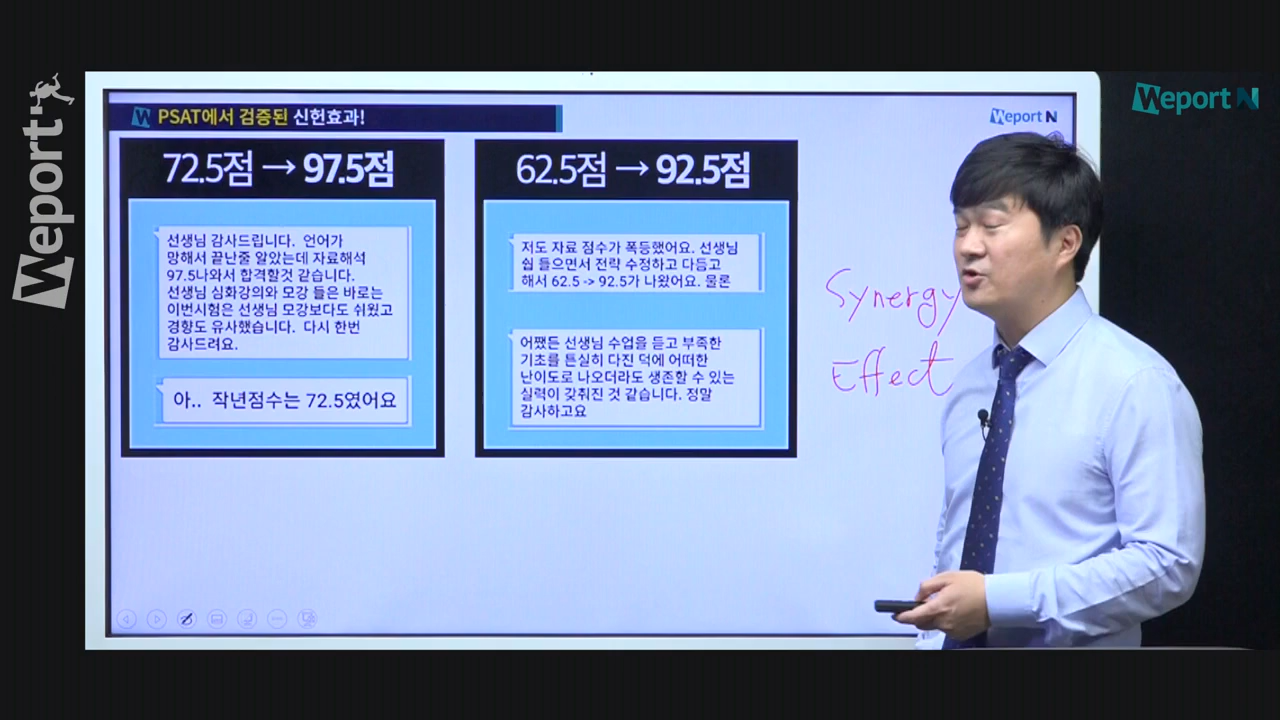 Weport
Weport N
PSAT에서 검증된 신헌효과!
Weport N
72.5점 → 97.5점
선생님 감사드립니다. 언어가
망해서 끝난줄 알았는데 자료해석
97.5나와서 합격할것 같습니다.
선생님 심화강의와 모강 들은 바로는
이번시험은 선생님 모강보다도 쉬웠고
경향도 유사했습니다. 다시 한번
감사드려요.
아.. 작년점수는 72.5였어요
62.5점 → 92.5점
저도 자료 점수가 폭등했어요. 선생님
쉽 들으면서 전략 수정하고 다듬고
해서 62.5 -> 92.5가 나왔어요. 물론
어쨌든 선생님 수업을 듣고 부족한
기초를 튼실히 다진 덕에 어떠한
난이도로 나오더라도 생존할 수 있는
실력이 갖춰진 것 같습니다. 정말
감사하고요
Synergy
Effect